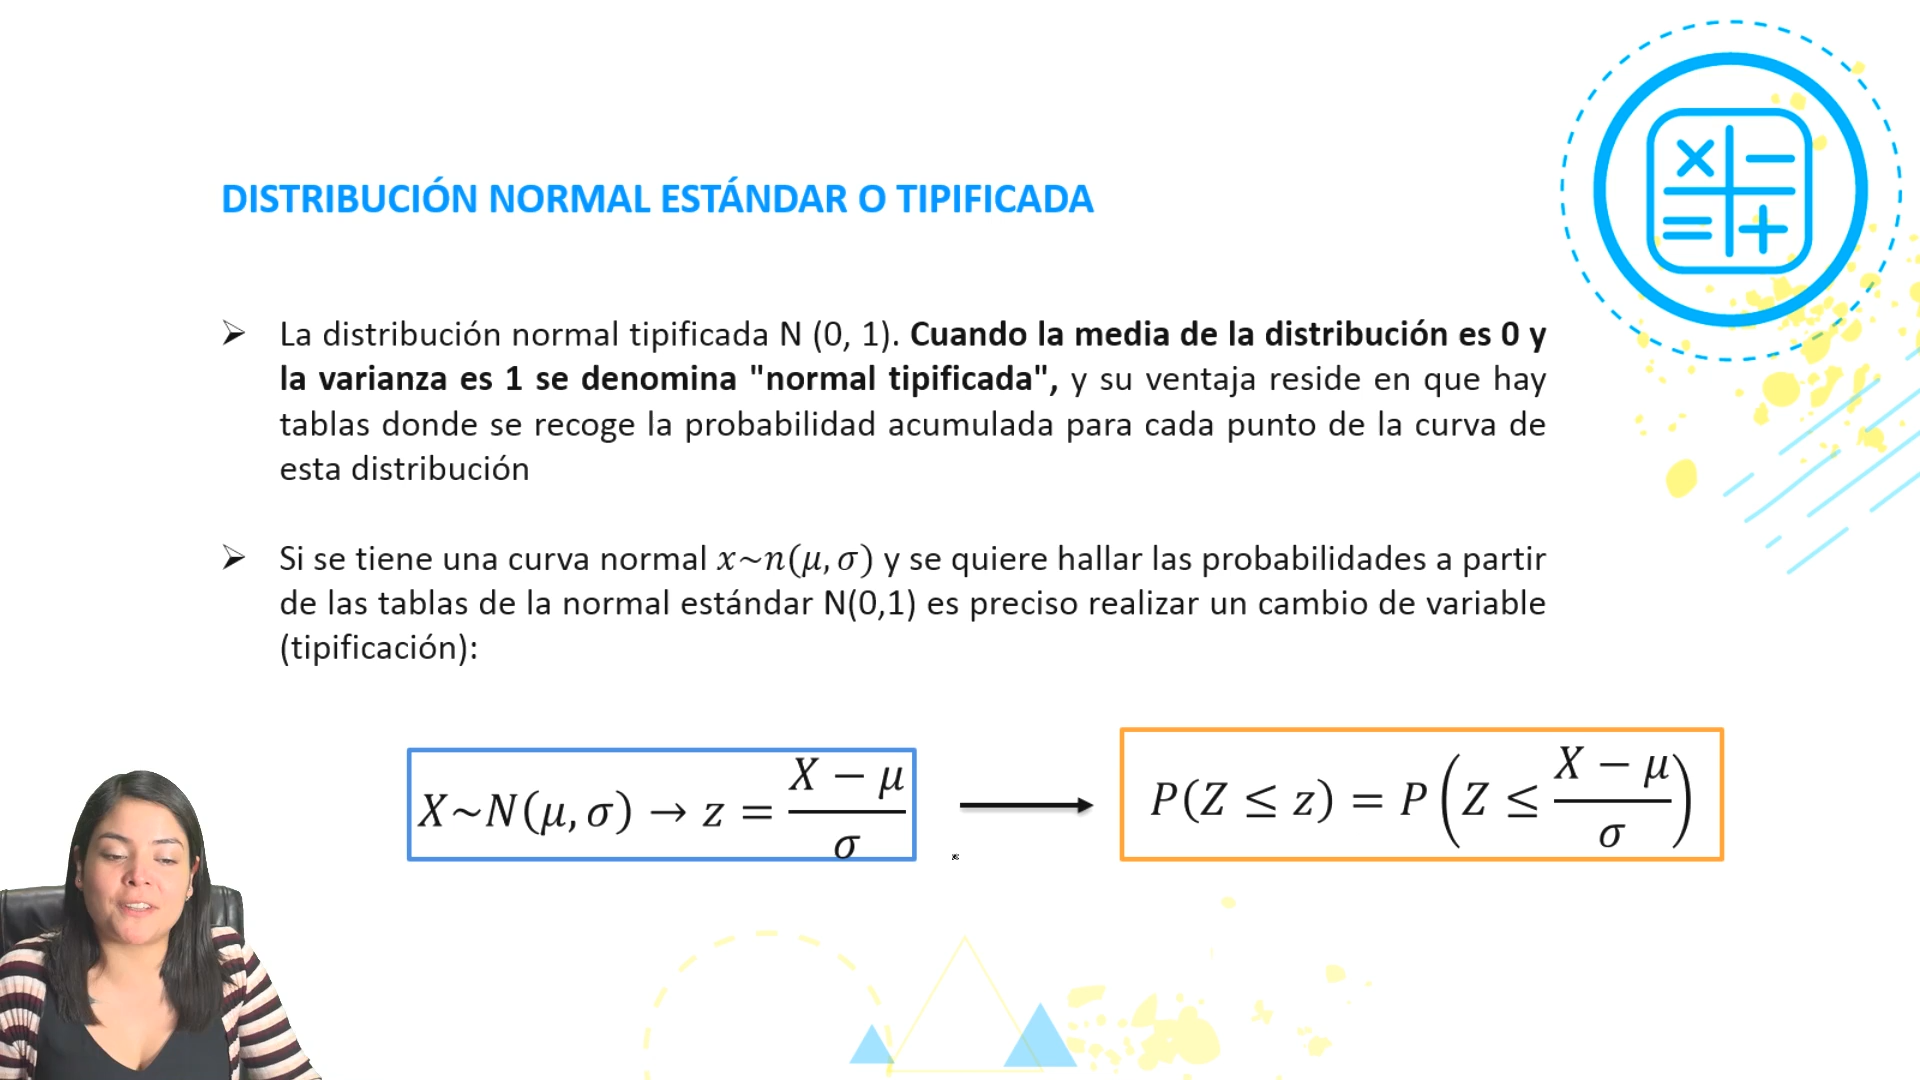 DISTRIBUCIÓN NORMAL ESTÁNDAR O TIPIFICADA
La distribución normal tipificada N (0, 1). Cuando la media de la distribución es 0 y
la varianza es 1 se denomina "normal tipificada", y su ventaja reside en que hay
tablas donde se recoge la probabilidad acumulada para cada punto de la curva de
esta distribución
Si se tiene una curva normal x~n(μ, σ) y se quiere hallar las probabilidades a partir
de las tablas de la normal estándar N(0,1) es preciso realizar un cambio de variable
(tipificación):
X~N(μ, σ) → z = (X − μ)/σ
P(Z ≤ z) = P(Z ≤ (X − μ)/σ)